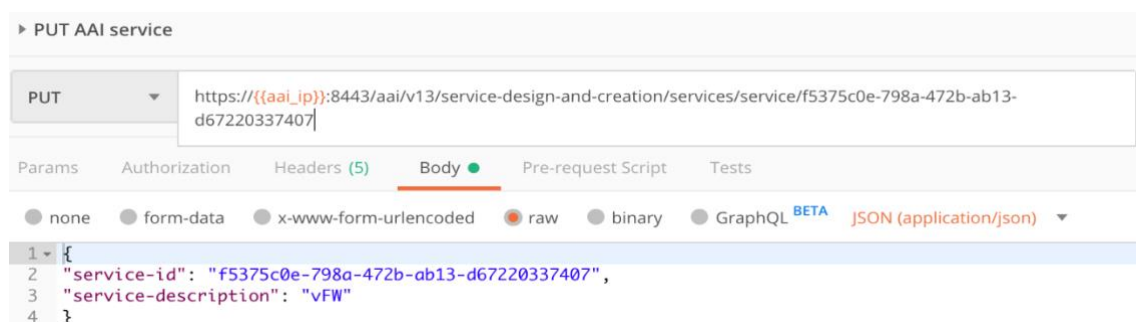 PUT AAI service
PUT
https://{{aai_ip}}:8443/aai/v13/service-design-and-creation/services/service/f5375c0e-798a-472b-ab13-
d67220337407
Params Authorization Headers (5) Body Pre-request Script Tests
none form-data x-www-form-urlencoded raw binary GraphQL BETA JSON (application/json)
1 {
2 "service-id": "f5375c0e-798a-472b-ab13-d67220337407",
3 "service-description": "vFW"
4 }